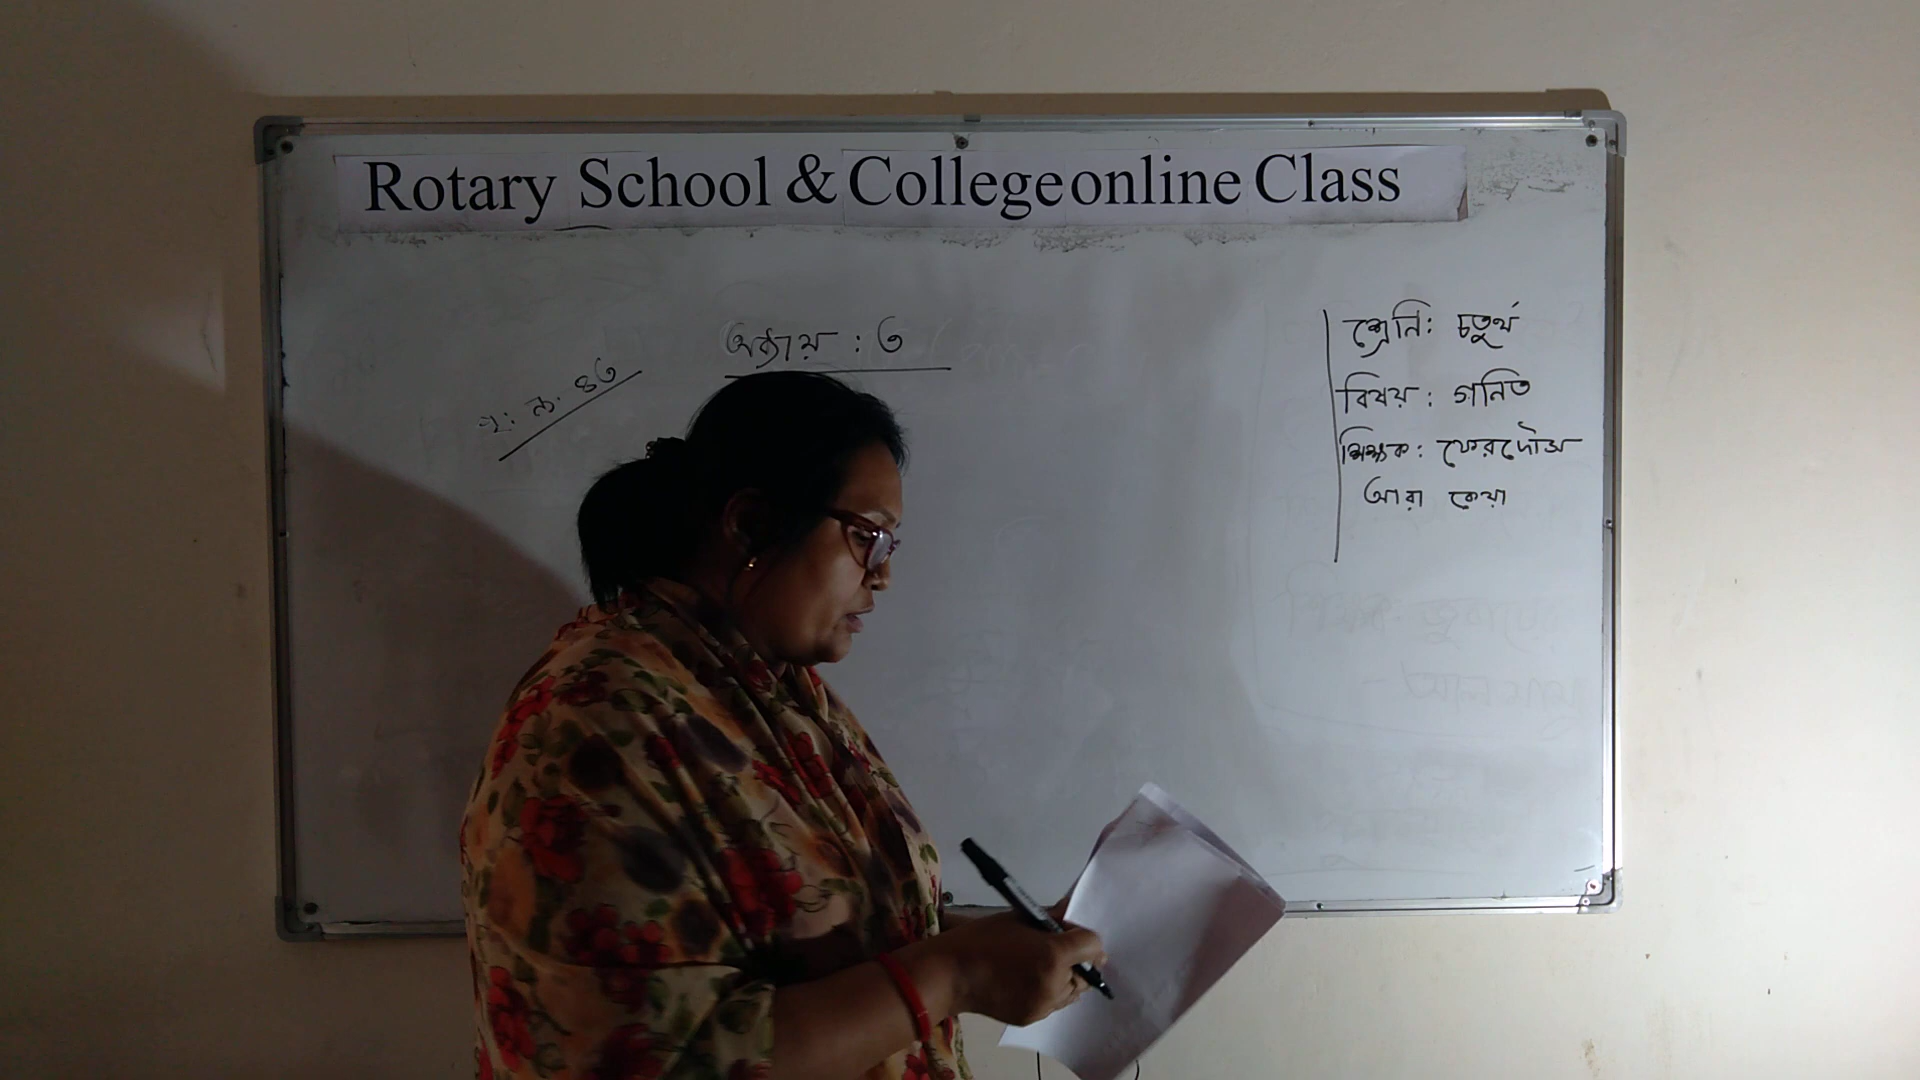 Rotary School & College online Class
অধ্যায় : ৩
পৃ: নং. ৪৩
শ্রেনি: চতুর্থ
বিষয় : গনিত
শিক্ষক : ফেরদৌস
আরা কেয়া